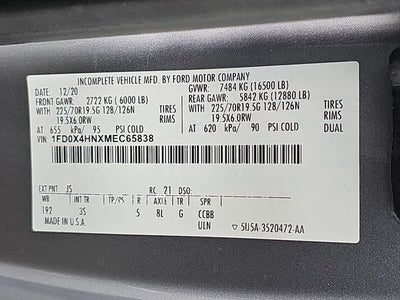 INCOMPLETE VEHICLE MFD. BY FORD MOTOR COMPANY
12/20 GVWR: 7484 KG (16500 LB)
FRONT GAWR: 2722 KG ( 6000 LB) REAR GAWR: 5842 KG (12880 LB)
225/70R19.5G 128/126N TIRES 225/70R19.5G 128/126N TIRES
19.5X6.0RW RIMS 19.5X6.0RW RIMS
AT 655 kPa/ 95 PSI COLD AT 620 kPa/ 90 PSI COLD
VIN: 1FD0X4HNXMEC65838
EXT PNT: JS RC: 21 DSO:
WB INT TR TP/PS R AXLE TR SPR
192 3S 5 8L G CCBB
MADE IN U.S.A. ULN 5U5A-3520472-AA